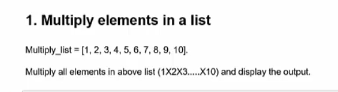 1. Multiply elements in a list
Multiply_list = [1, 2, 3, 4, 5, 6, 7, 8, 9, 10].
Multiply all elements in above list (1X2X3.....X10) and display the output.